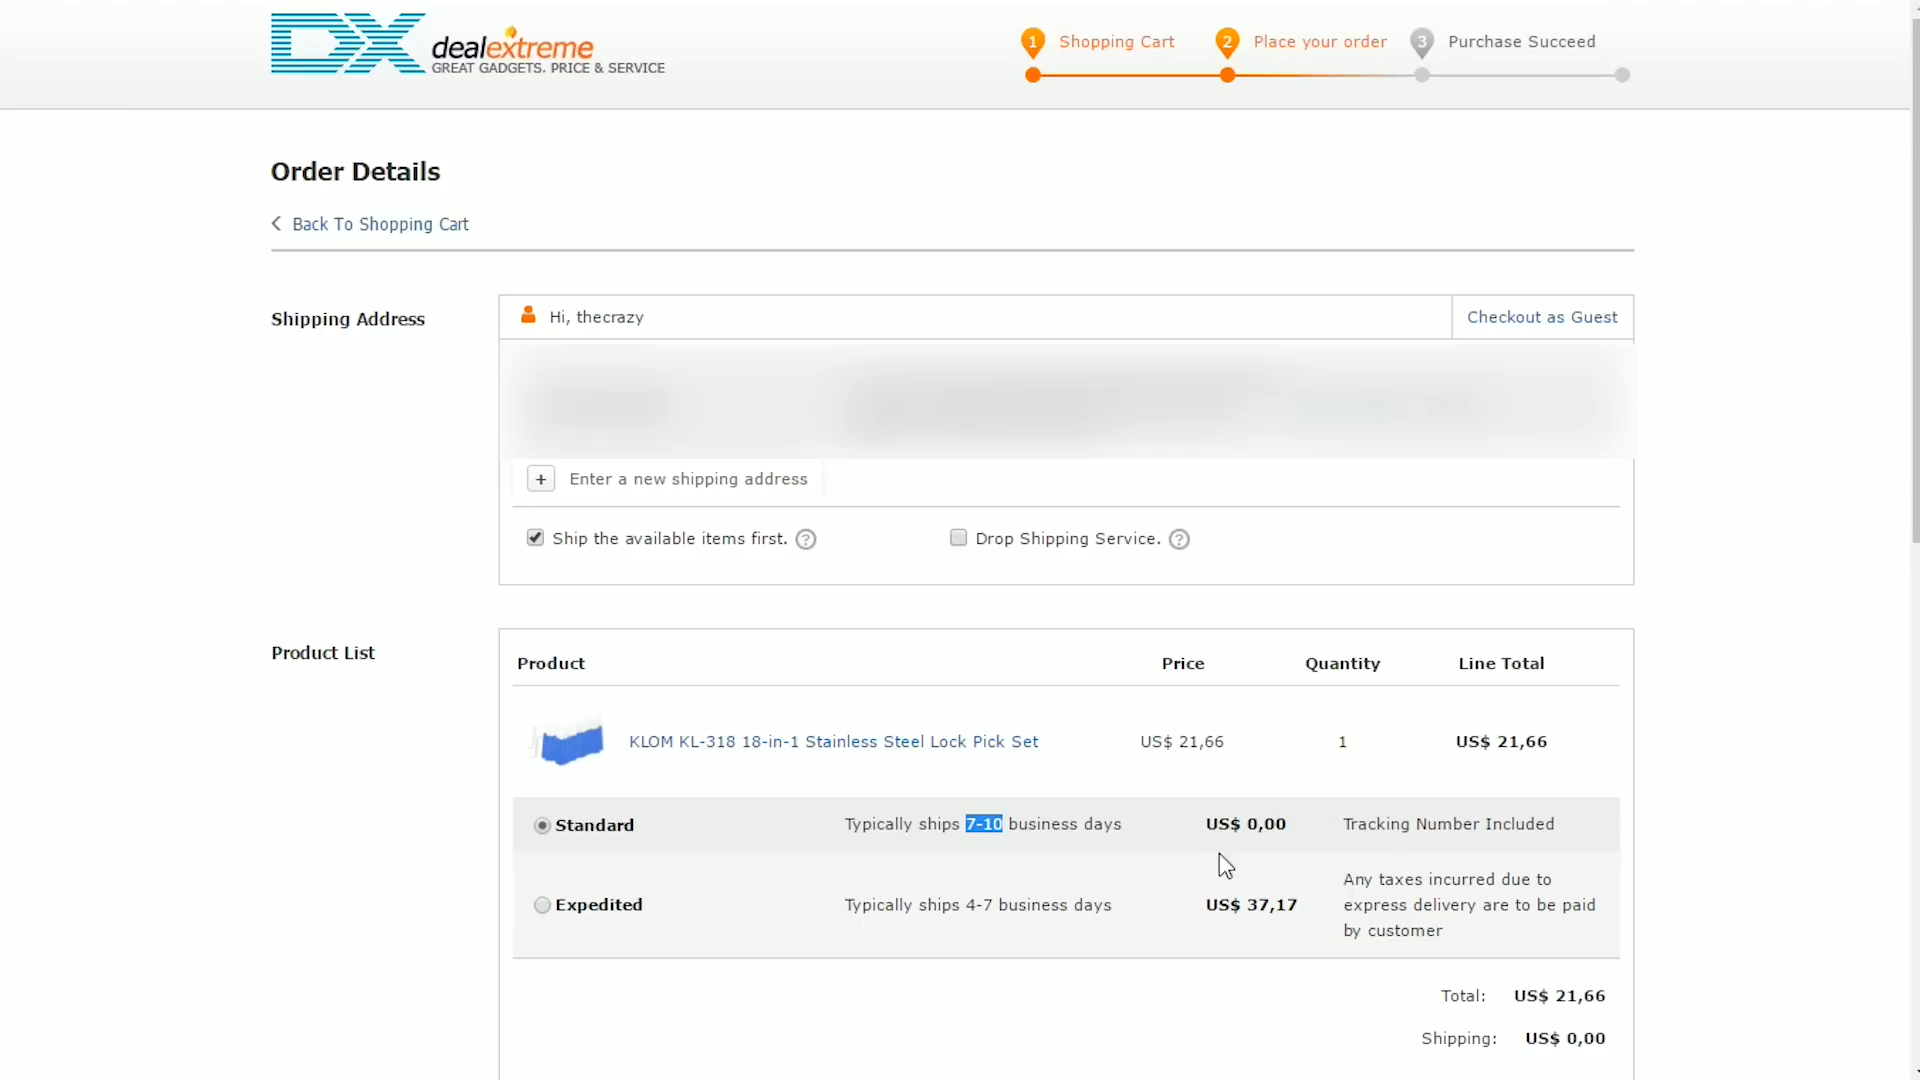 DX dealextreme
GREAT GADGETS. PRICE & SERVICE
1 Shopping Cart 2 Place your order 3 Purchase Succeed
Order Details
Back To Shopping Cart
Shipping Address
Hi, thecrazy
Checkout as Guest
+ Enter a new shipping address
Ship the available items first. ?
Drop Shipping Service. ?
Product List
Product Price Quantity Line Total
KLOM KL-318 18-in-1 Stainless Steel Lock Pick Set US$ 21,66 1 US$ 21,66
Standard Typically ships 7-10 business days US$ 0,00 Tracking Number Included
Expedited Typically ships 4-7 business days US$ 37,17
Any taxes incurred due to
express delivery are to be paid
by customer
Total: US$ 21,66
Shipping: US$ 0,00